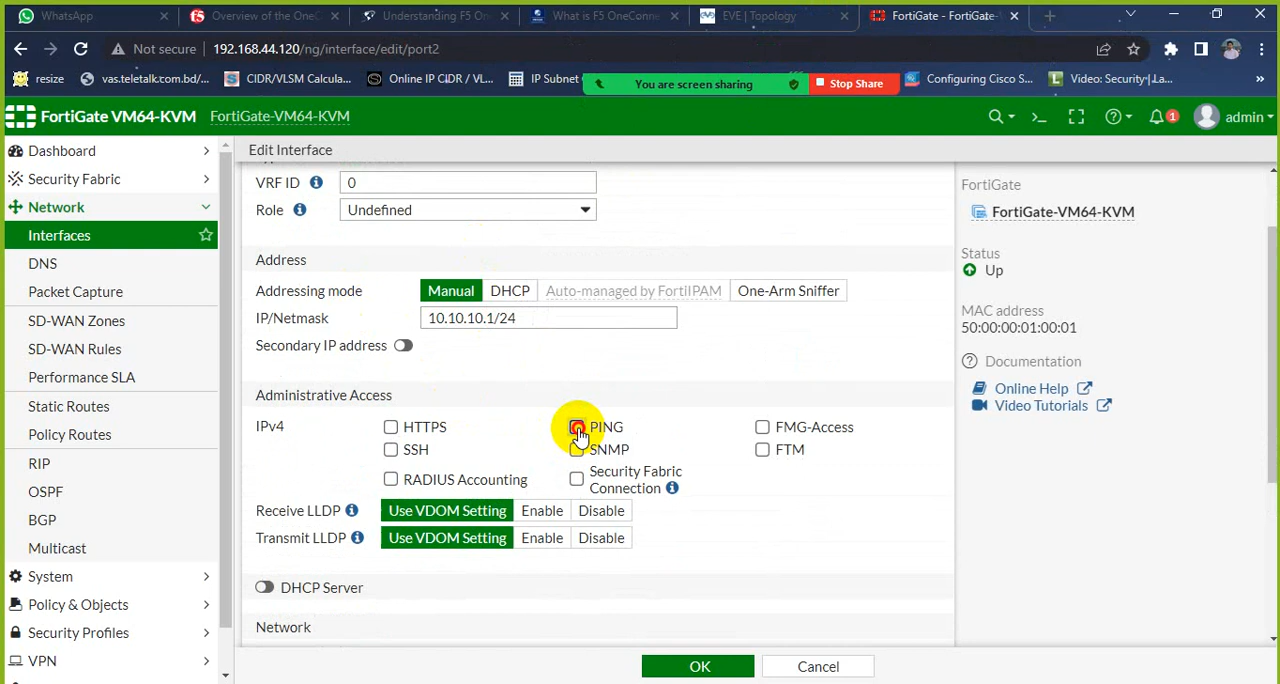 WhatsApp
Overview of the OneC
Understanding F5 On
What is F5 OneConne
EVE | Topology
FortiGate - FortiGate-
Not secure 192.168.44.120/ng/interface/edit/port2
resize
vas.teletalk.com.bd/...
CIDR/VLSM Calcula...
Online IP CIDR / VL...
IP Subnet
You are screen sharing
Stop Share
Configuring Cisco S...
Video: Security | La...
FortiGate VM64-KVM
FortiGate-VM64-KVM
1
admin
Dashboard
Security Fabric
Network
Interfaces
DNS
Packet Capture
SD-WAN Zones
SD-WAN Rules
Performance SLA
Static Routes
Policy Routes
RIP
OSPF
BGP
Multicast
System
Policy & Objects
Security Profiles
VPN
Edit Interface
VRF ID 0
Role Undefined
Address
Addressing mode Manual DHCP Auto-managed by FortiIPAM One-Arm Sniffer
IP/Netmask 10.10.10.1/24
Secondary IP address
Administrative Access
IPv4 HTTPS PING FMG-Access
SSH SNMP FTM
RADIUS Accounting Security Fabric
Connection
Receive LLDP Use VDOM Setting Enable Disable
Transmit LLDP Use VDOM Setting Enable Disable
DHCP Server
Network
OK Cancel
FortiGate
FortiGate-VM64-KVM
Status
Up
MAC address
50:00:00:01:00:01
Documentation
Online Help
Video Tutorials